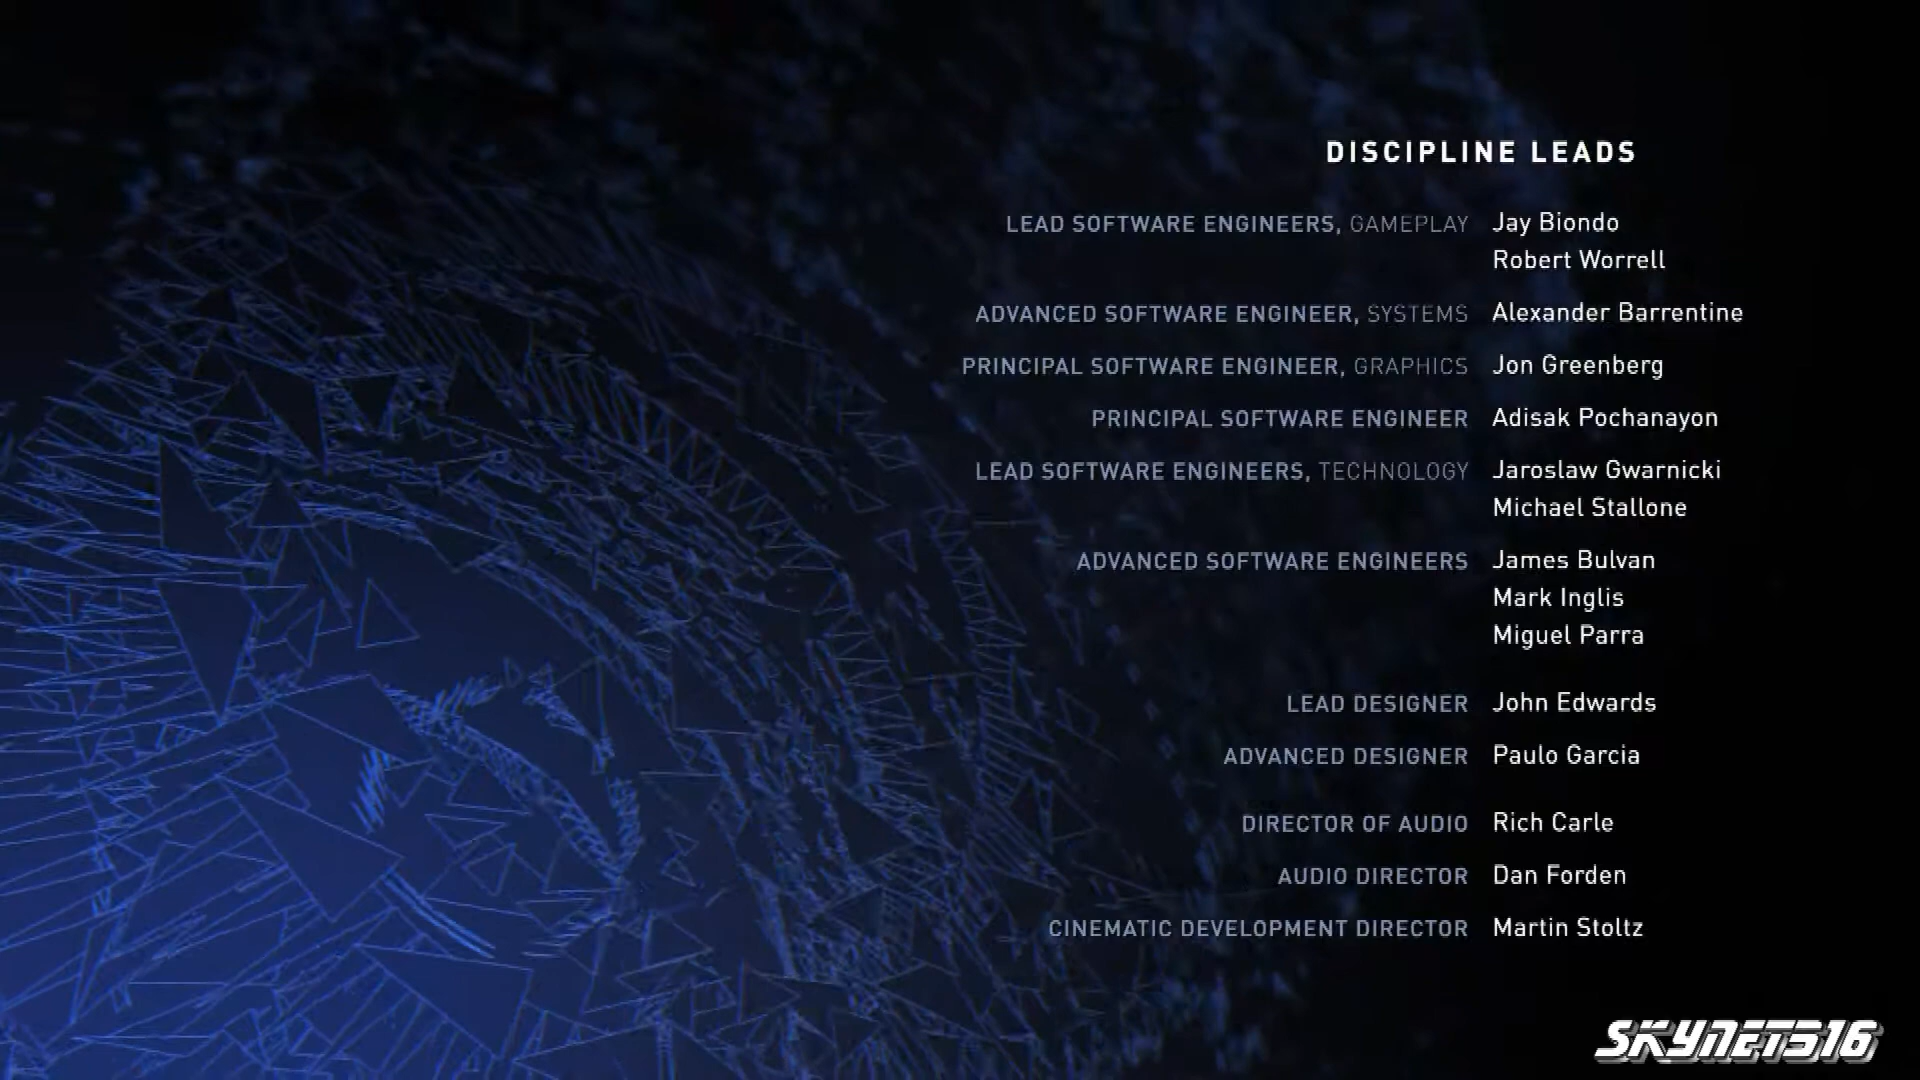 DISCIPLINE LEADS
LEAD SOFTWARE ENGINEERS, GAMEPLAY Jay Biondo
Robert Worrell
ADVANCED SOFTWARE ENGINEER, SYSTEMS Alexander Barrentine
PRINCIPAL SOFTWARE ENGINEER, GRAPHICS Jon Greenberg
PRINCIPAL SOFTWARE ENGINEER Adisak Pochanayon
LEAD SOFTWARE ENGINEERS, TECHNOLOGY Jaroslaw Gwarnicki
Michael Stallone
ADVANCED SOFTWARE ENGINEERS James Bulvan
Mark Inglis
Miguel Parra
LEAD DESIGNER John Edwards
ADVANCED DESIGNER Paulo Garcia
DIRECTOR OF AUDIO Rich Carle
AUDIO DIRECTOR Dan Forden
CINEMATIC DEVELOPMENT DIRECTOR Martin Stoltz
SKYNET516